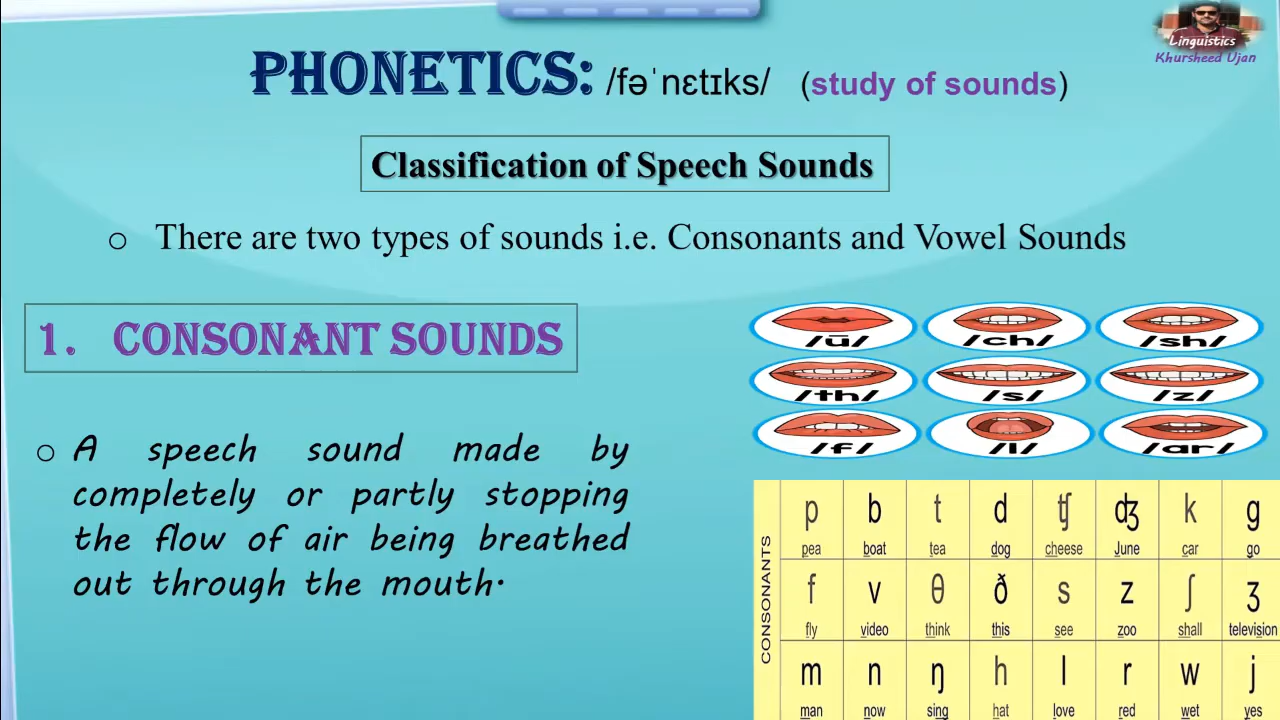 Linguistics
Khursheed Ujan
PHONETICS: /fəˈnɛtɪks/ (study of sounds)
Classification of Speech Sounds
o There are two types of sounds i.e. Consonants and Vowel Sounds
1. CONSONANT SOUNDS
o A speech sound made by
completely or partly stopping
the flow of air being breathed
out through the mouth.
/ū/ /ch/ /sh/
/th/ /s/ /z/
/f/ /l/ /ar/
CONSONANTS
p b t d ʧ ʤ k g
pea boat tea dog cheese June car go
f v θ ð s z ʃ ʒ
fly video think this see zoo shall television
m n ŋ h l r w j
man now sing hat love red wet yes